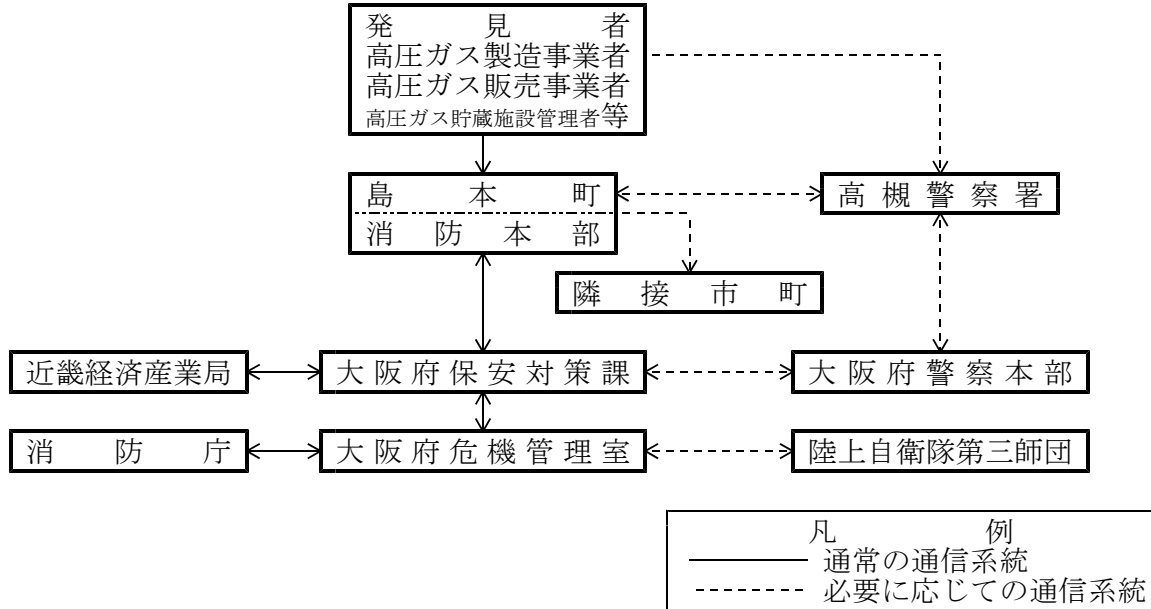 発見者
高圧ガス製造事業者
高圧ガス販売事業者
高圧ガス貯蔵施設管理者等
島本町
高槻警察署
消防本部
隣接市町
近畿経済産業局
大阪府保安対策課
大阪府警察本部
消防庁
大阪府危機管理室
陸上自衛隊第三師団
凡例
通常の通信系統
必要に応じての通信系統